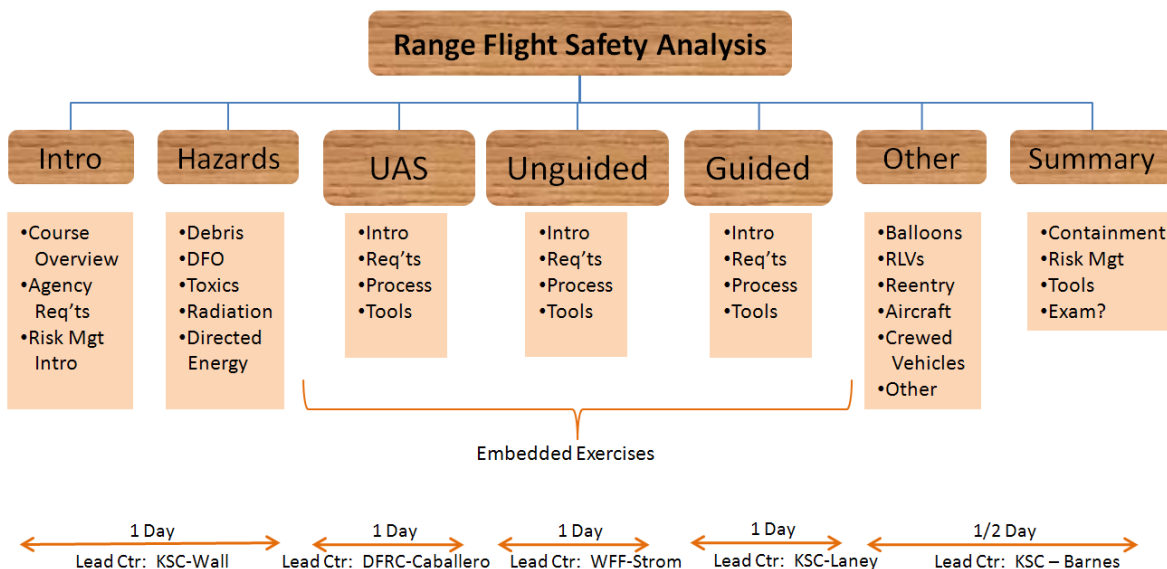 Range Flight Safety Analysis
Intro
Hazards
UAS
Unguided
Guided
Other
Summary
•Course
Overview
•Agency
Req'ts
•Risk Mgt
Intro
•Debris
•DFO
•Toxics
•Radiation
•Directed
Energy
•Intro
•Req'ts
•Process
•Tools
•Intro
•Req'ts
•Process
•Tools
•Intro
•Req'ts
•Process
•Tools
•Balloons
•RLVs
•Reentry
•Aircraft
•Crewed
Vehicles
•Other
•Containment
•Risk Mgt
•Tools
•Exam?
Embedded Exercises
1 Day
Lead Ctr: KSC-Wall
1 Day
Lead Ctr: DFRC-Caballero
1 Day
Lead Ctr: WFF-Strom
1 Day
Lead Ctr: KSC-Laney
1/2 Day
Lead Ctr: KSC – Barnes